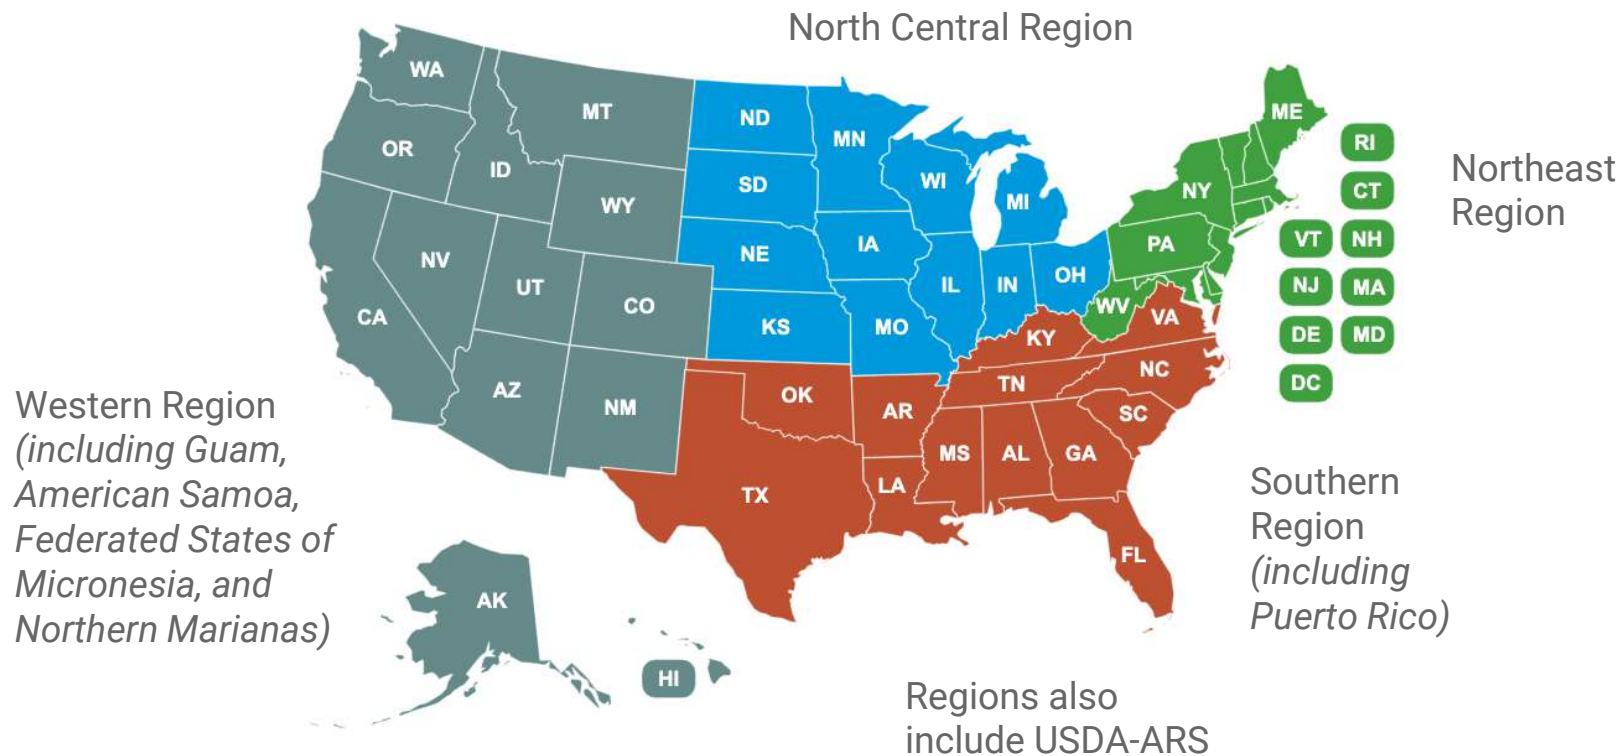 North Central Region
WA
MT
ND
MN
ME
RI
OR
ID
SD
WI
MI
NY
CT
Northeast
Region
WY
NE
IA
PA
VT
NH
NV
UT
CO
IL
IN
OH
NJ
MA
CA
KS
MO
WV
VA
DE
MD
KY
DC
AZ
NM
OK
AR
TN
NC
SC
Western Region
(including Guam,
American Samoa,
Federated States of
Micronesia, and
Northern Marianas)
TX
LA
MS
AL
GA
FL
Southern
Region
(including
Puerto Rico)
AK
HI
Regions also
include USDA-ARS